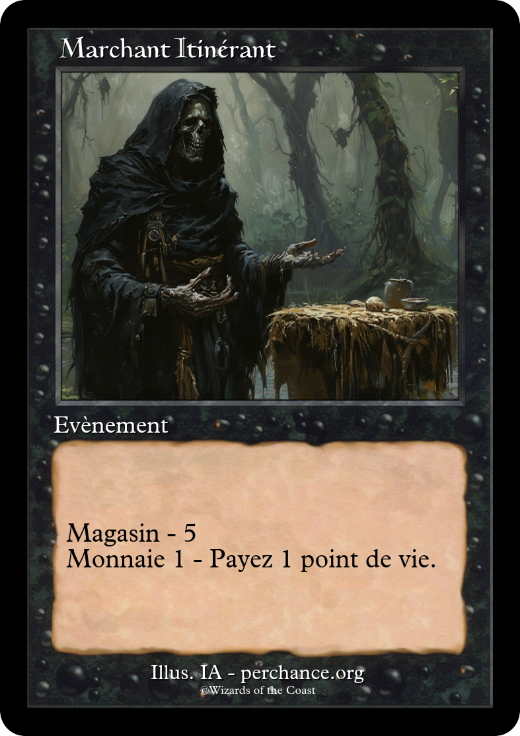 Marchant Itinérant
Evènement
Magasin - 5
Monnaie 1 - Payez 1 point de vie.
Illus. IA - perchance.org
©Wizards of the Coast